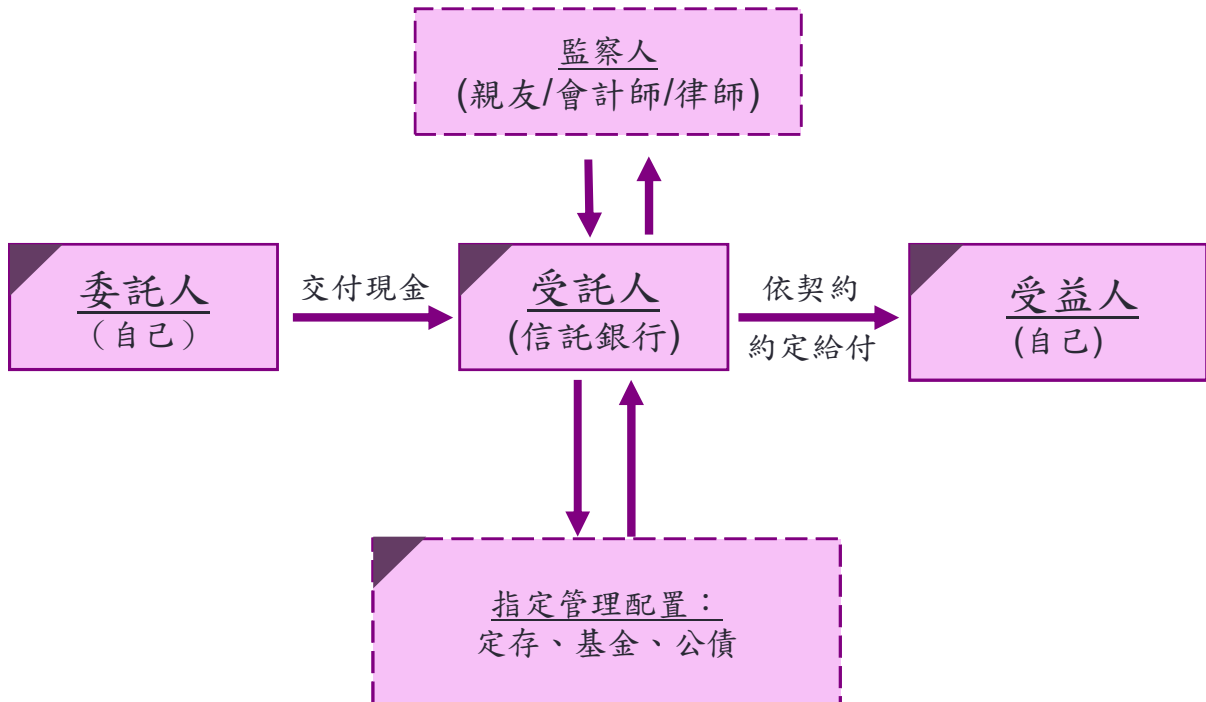 監察人
(親友/會計師/律師)
委託人
（自己）
交付現金
受託人
(信託銀行)
依契約
約定給付
受益人
(自己)
指定管理配置：
定存、基金、公債